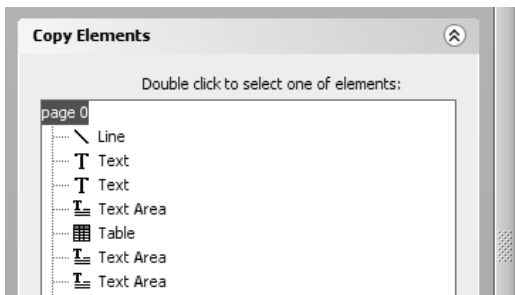 Copy Elements
Double click to select one of elements:
page 0
Line
Text
Text
Text Area
Table
Text Area
Text Area